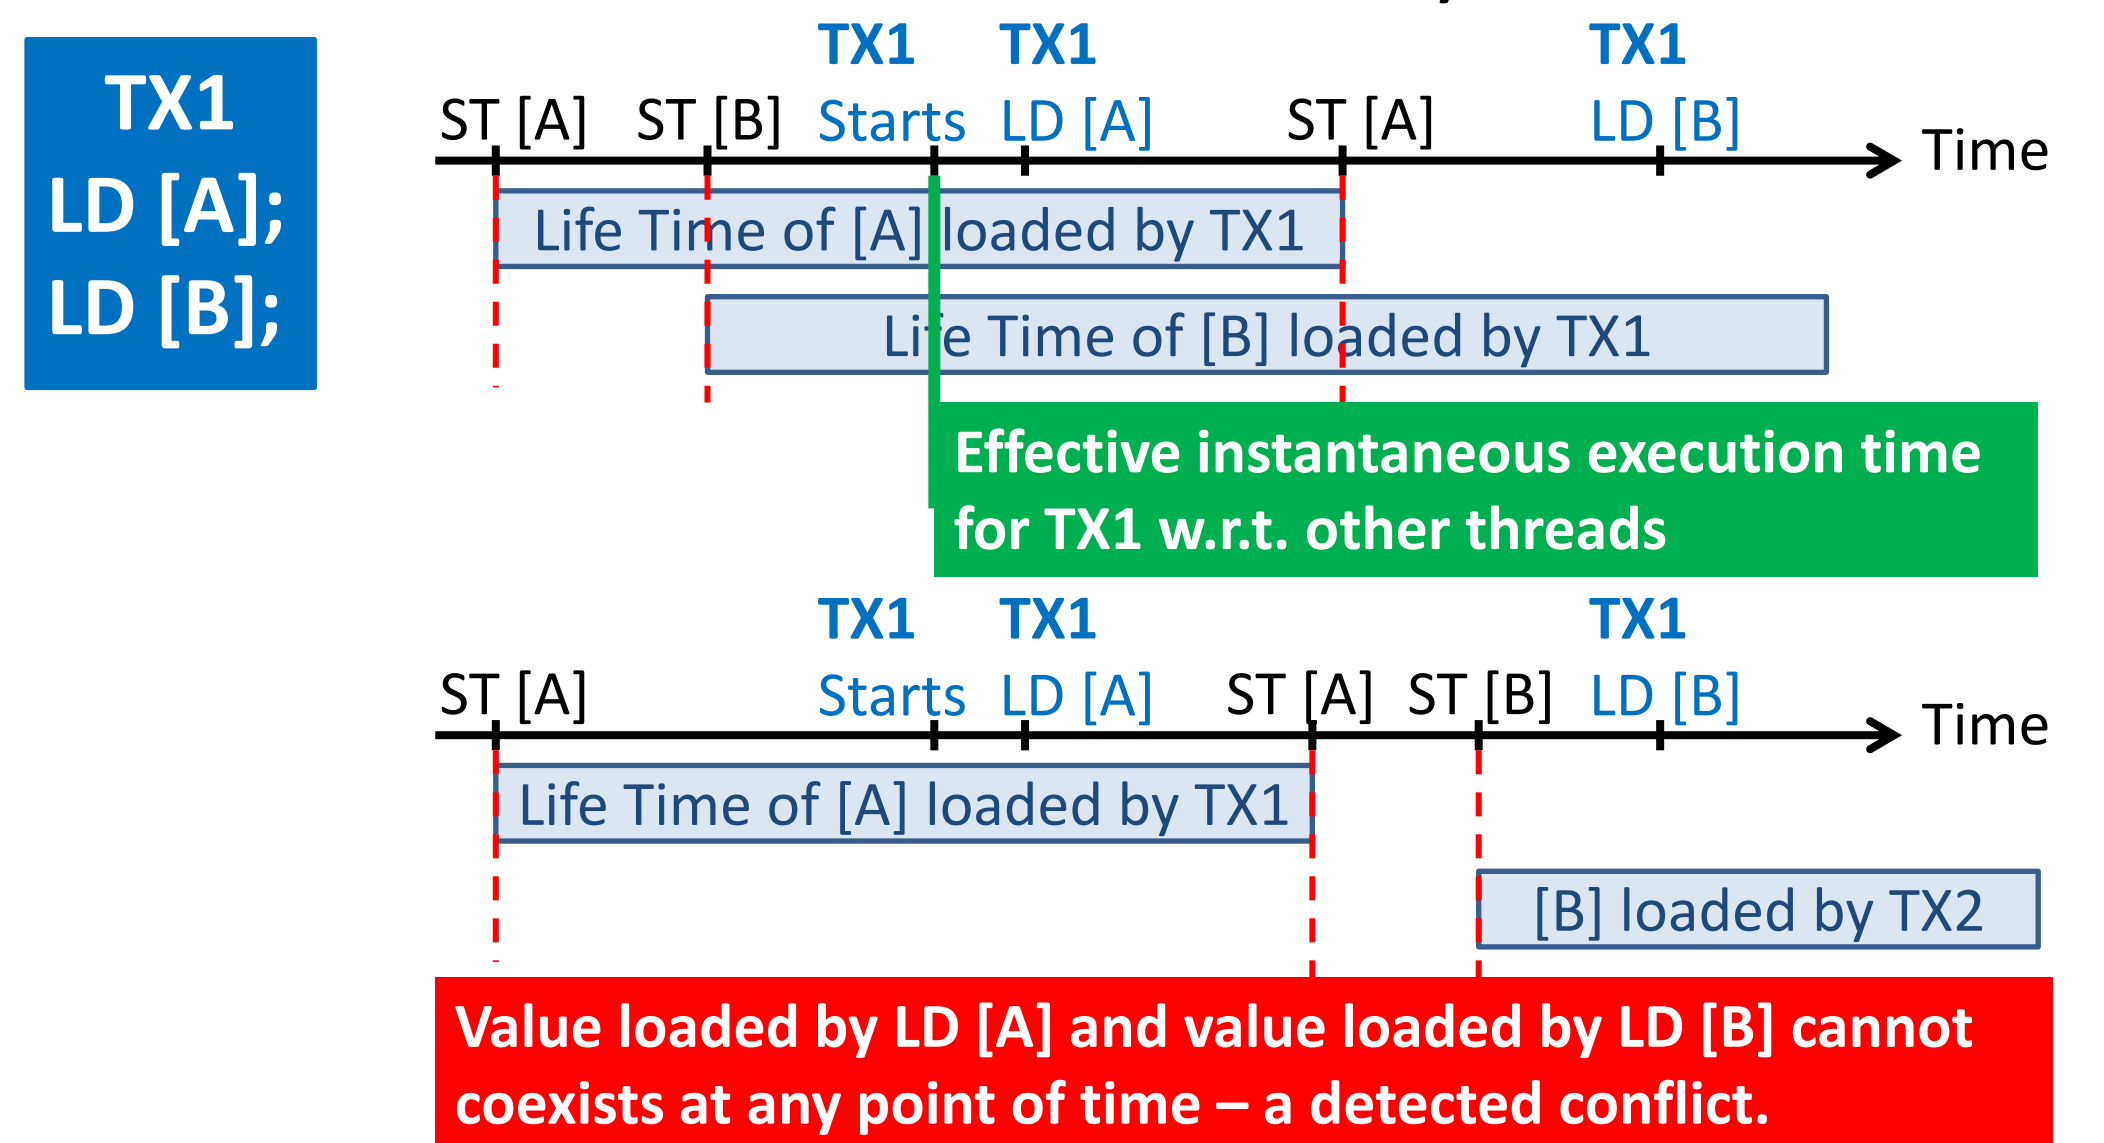 TX1
LD [A];
LD [B];
TX1 TX1 TX1
ST [A] ST [B] Starts LD [A] ST [A] LD [B]
Time
Life Time of [A] loaded by TX1
Life Time of [B] loaded by TX1
Effective instantaneous execution time
for TX1 w.r.t. other threads
TX1 TX1 TX1
ST [A] Starts LD [A] ST [A] ST [B] LD [B]
Time
Life Time of [A] loaded by TX1
[B] loaded by TX2
Value loaded by LD [A] and value loaded by LD [B] cannot
coexists at any point of time – a detected conflict.